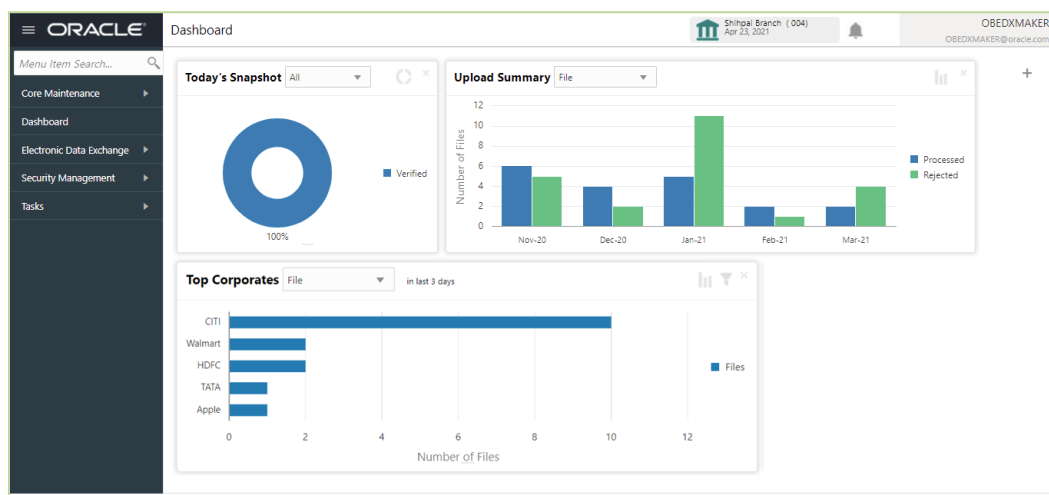 ORACLE
Dashboard
Shihpai Branch ( 004)
Apr 23, 2021
OBEDXMAKER
OBEDXMAKER@oracle.com
Menu Item Search...
Core Maintenance
Dashboard
Electronic Data Exchange
Security Management
Tasks
Today's Snapshot All
Verified
100%
Upload Summary File
12
10
8
6
4
2
0
Number of Files
Nov-20 Dec-20 Jan-21 Feb-21 Mar-21
Processed
Rejected
Top Corporates File in last 3 days
CITI
Walmart
HDFC
TATA
Apple
0 2 4 6 8 10 12
Number of Files
Files